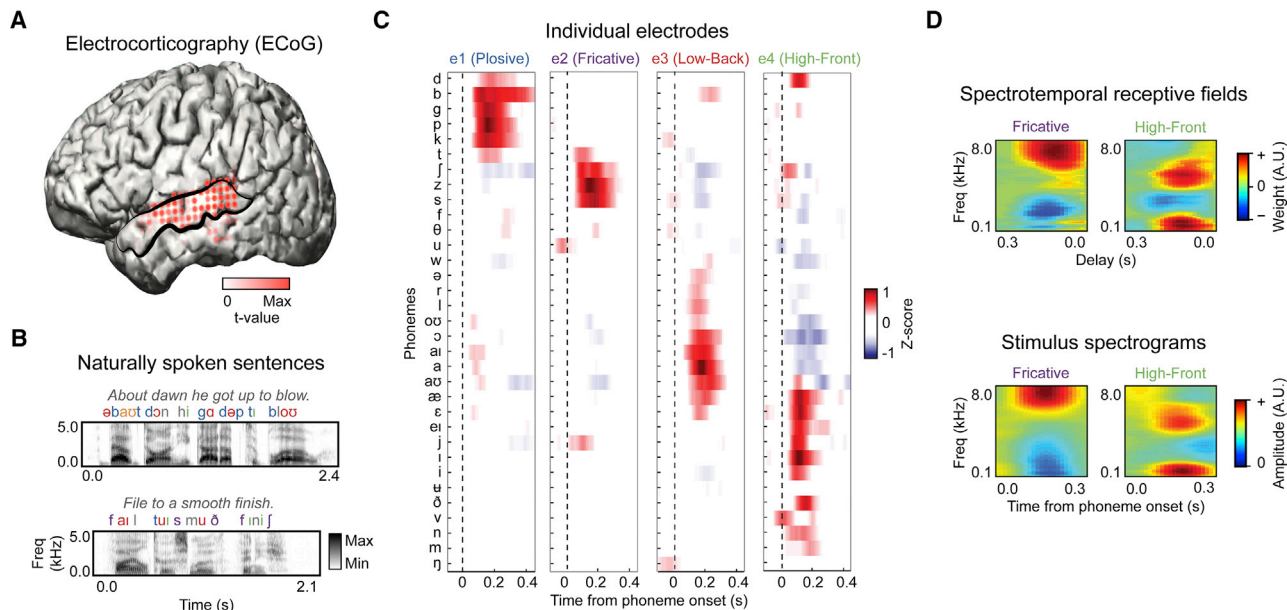 A
Electrocorticography (ECoG)
0 Max
t-value
B
Naturally spoken sentences
About dawn he got up to blow.
əbaʊt dɔn hi gɑ dəp tɪ bloʊ
5.0
0.0
0.0 2.4
File to a smooth finish.
f aɪ l tuɪ s mu ð f ɪni ʃ
Freq (kHz)
5.0
0.0
Max
Min
0.0 2.1
Time (s)
C
Individual electrodes
e1 (Plosive) e2 (Fricative) e3 (Low-Back) e4 (High-Front)
Phonemes
d
b
g
p
k
t
ʃ
z
s
f
θ
u
w
ə
r
l
oʊ
ɔ
aɪ
a
aʊ
æ
ɛ
eɪ
j
ɪ
i
ʉ
ð
v
n
m
ŋ
0 0.2 0.4 0 0.2 0.4 0 0.2 0.4 0 0.2 0.4
Time from phoneme onset (s)
1
0
-1
Z-score
D
Spectrotemporal receptive fields
Fricative High-Front
Freq (kHz)
8.0 8.0
0.1 0.1
0.3 0.0 0.3 0.0
Delay (s)
+
0
−
Weight (A.U.)
Stimulus spectrograms
Fricative High-Front
Freq (kHz)
8.0 8.0
0.1 0.1
0.0 0.3 0.0 0.3
Time from phoneme onset (s)
+
0
Amplitude (A.U.)